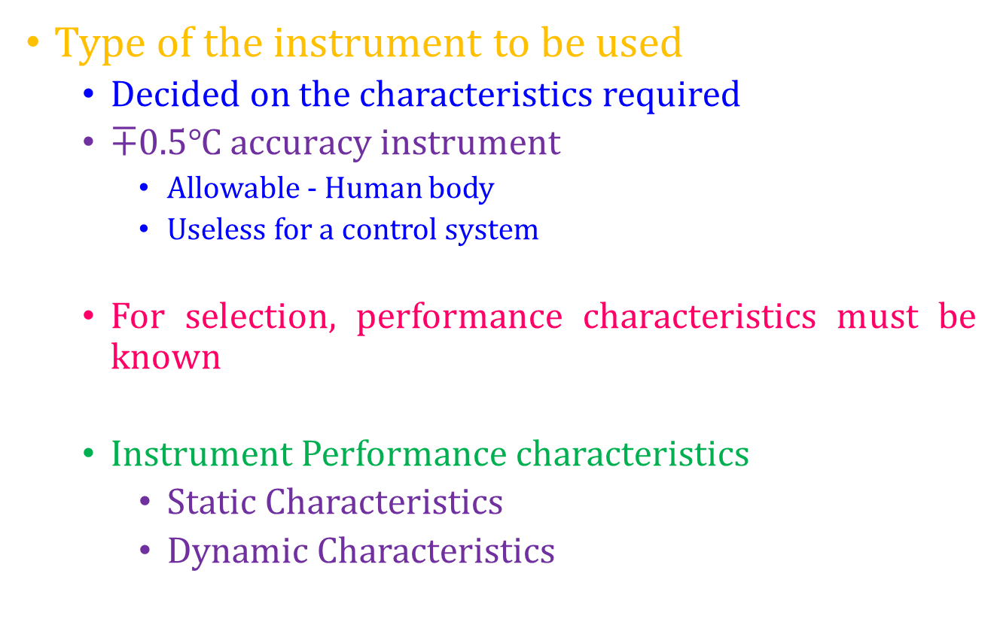 • Type of the instrument to be used
• Decided on the characteristics required
• ∓0.5℃ accuracy instrument
• Allowable - Human body
• Useless for a control system
• For selection, performance characteristics must be
known
• Instrument Performance characteristics
• Static Characteristics
• Dynamic Characteristics